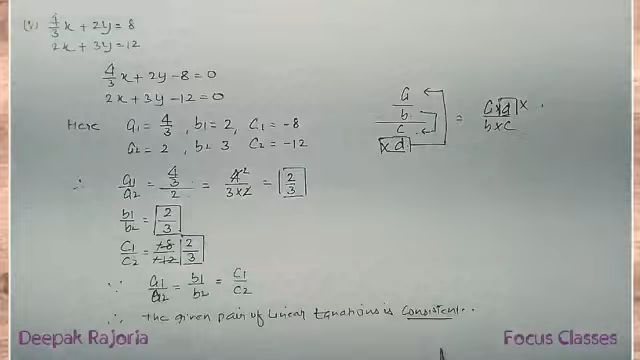 (V) 4/3 x + 2y = 8
2x + 3y = 12
4/3 x + 2y - 8 = 0
2x + 3y - 12 = 0
Here a1 = 4/3, b1 = 2, C1 = -8
a2 = 2, b2 3 C2 = -12
∴ a1/a2 = 4/3/2 = 4 2/3×2 = 2/3
b1/b2 = 2/3
C1/C2 = -8/-12 2/3
∵ a1/a2 = b1/b2 = C1/C2
∴ The given pair of Linear Equations is Consistent..
a/b/c/×d = a×d/b×c ×
Deepak Rajoria
Focus Classes